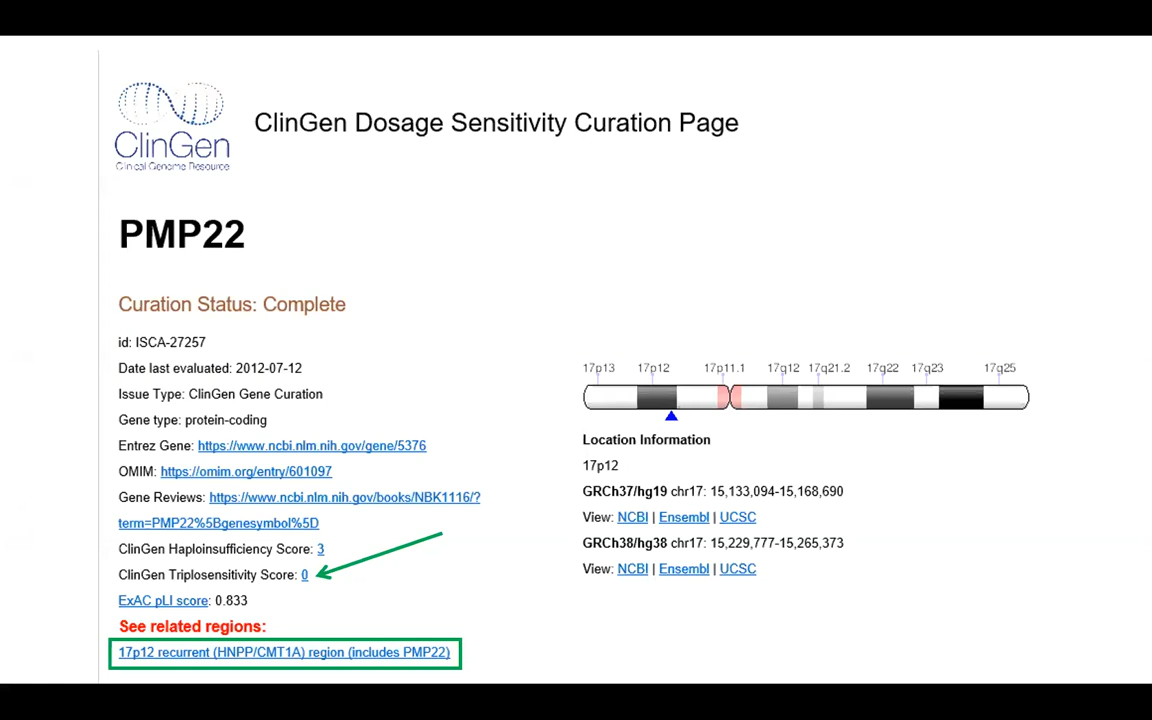 ClinGen
Clinical Genome Resource
ClinGen Dosage Sensitivity Curation Page
PMP22
Curation Status: Complete
id: ISCA-27257
Date last evaluated: 2012-07-12
Issue Type: ClinGen Gene Curation
Gene type: protein-coding
Entrez Gene: https://www.ncbi.nlm.nih.gov/gene/5376
OMIM: https://omim.org/entry/601097
Gene Reviews: https://www.ncbi.nlm.nih.gov/books/NBK1116/?
term=PMP22%5Bgenesymbol%5D
ClinGen Haploinsufficiency Score: 3
ClinGen Triplosensitivity Score: 0
ExAC pLI score: 0.833
See related regions:
17p12 recurrent (HNPP/CMT1A) region (includes PMP22)
17p13 17p12 17p11.1 17q12 17q21.2 17q22 17q23 17q25
Location Information
17p12
GRCh37/hg19 chr17: 15,133,094-15,168,690
View: NCBI | Ensembl | UCSC
GRCh38/hg38 chr17: 15,229,777-15,265,373
View: NCBI | Ensembl | UCSC